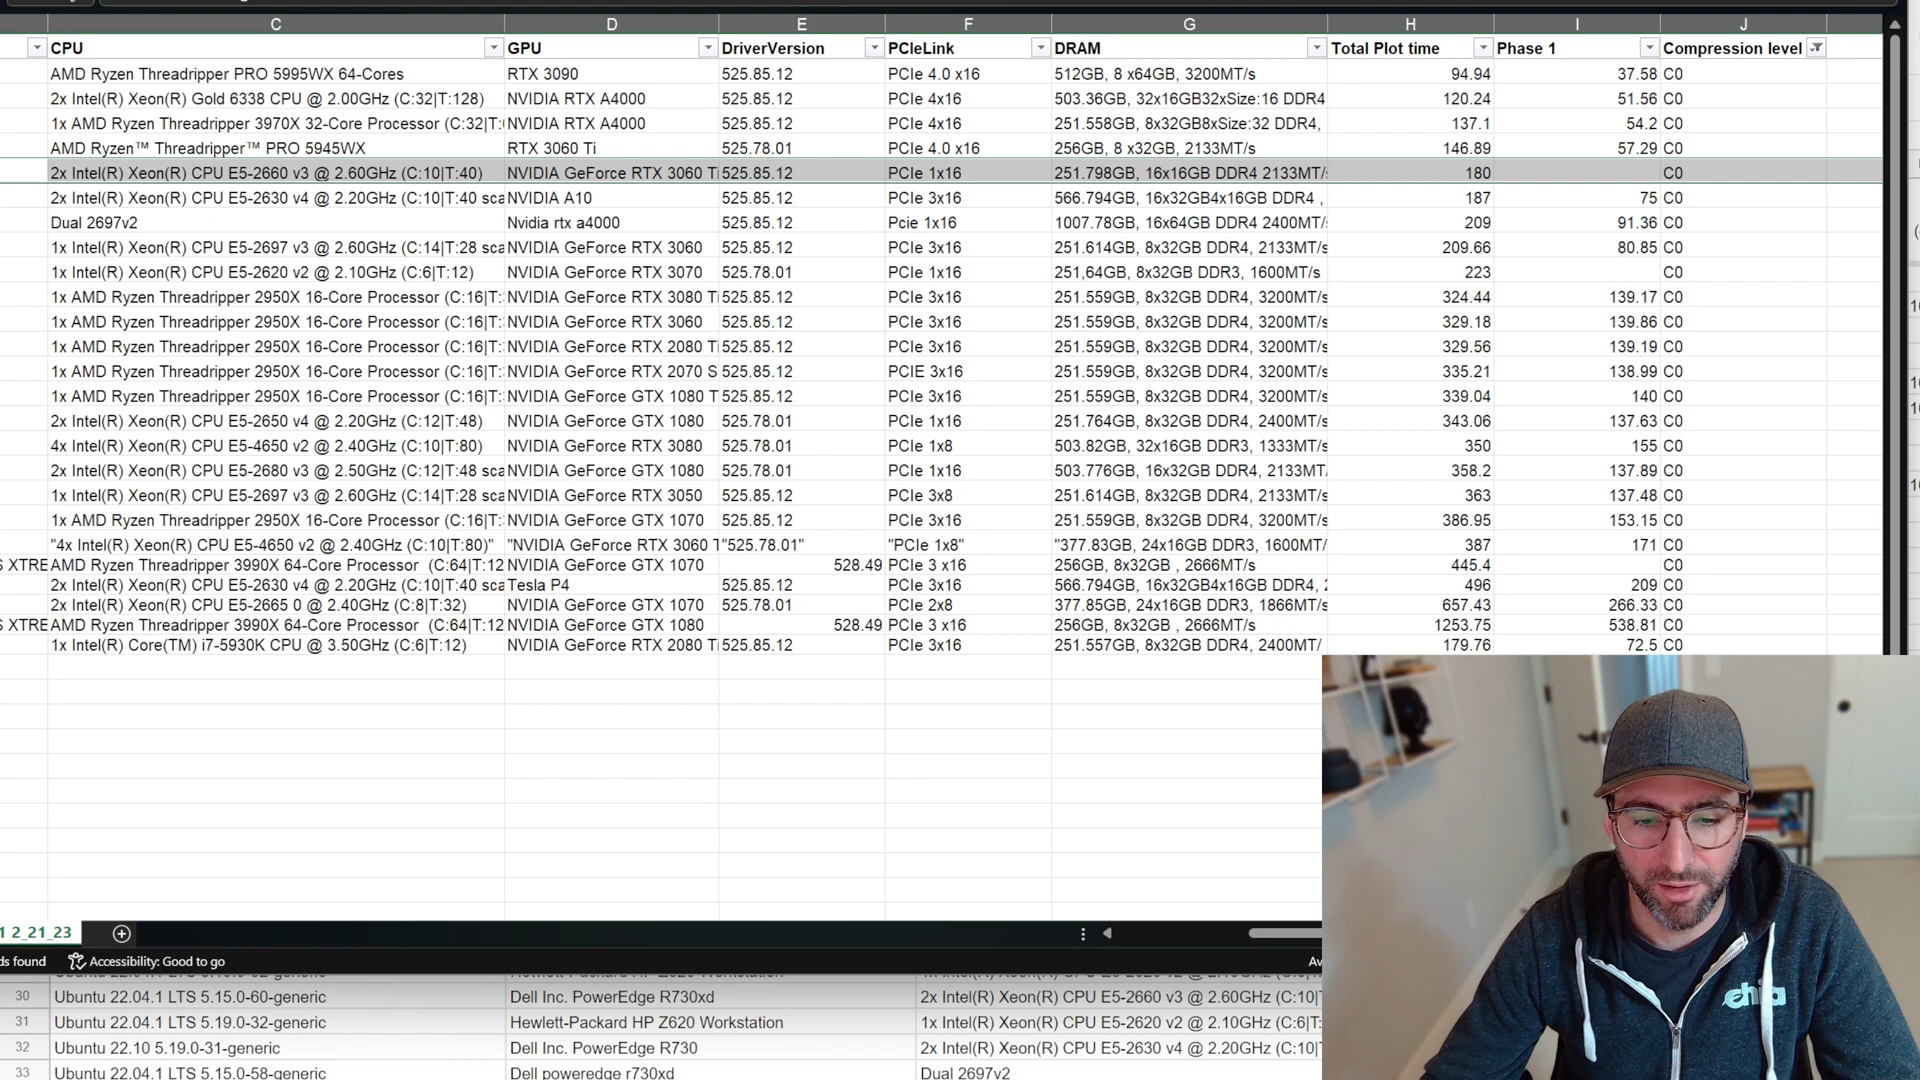 C D E F G H I J
CPU GPU DriverVersion PCIeLink DRAM Total Plot time Phase 1 Compression level
AMD Ryzen Threadripper PRO 5995WX 64-Cores RTX 3090 525.85.12 PCIe 4.0 x16 512GB, 8 x64GB, 3200MT/s 94.94 37.58 C0
2x Intel(R) Xeon(R) Gold 6338 CPU @ 2.00GHz (C:32|T:128) NVIDIA RTX A4000 525.85.12 PCIe 4x16 503.36GB, 32x16GB32xSize:16 DDR4 120.24 51.56 C0
1x AMD Ryzen Threadripper 3970X 32-Core Processor (C:32|T: NVIDIA RTX A4000 525.85.12 PCIe 4x16 251.558GB, 8x32GB8xSize:32 DDR4, 137.1 54.2 C0
AMD Ryzen™ Threadripper™ PRO 5945WX RTX 3060 Ti 525.78.01 PCIe 4.0 x16 256GB, 8 x32GB, 2133MT/s 146.89 57.29 C0
2x Intel(R) Xeon(R) CPU E5-2660 v3 @ 2.60GHz (C:10|T:40) NVIDIA GeForce RTX 3060 T 525.85.12 PCIe 1x16 251.798GB, 16x16GB DDR4 2133MT/ 180 C0
2x Intel(R) Xeon(R) CPU E5-2630 v4 @ 2.20GHz (C:10|T:40 sca NVIDIA A10 525.85.12 PCIe 3x16 566.794GB, 16x32GB4x16GB DDR4 , 187 75 C0
Dual 2697v2 Nvidia rtx a4000 525.85.12 Pcie 1x16 1007.78GB, 16x64GB DDR4 2400MT/ 209 91.36 C0
1x Intel(R) Xeon(R) CPU E5-2697 v3 @ 2.60GHz (C:14|T:28 sca NVIDIA GeForce RTX 3060 525.85.12 PCIe 3x16 251.614GB, 8x32GB DDR4, 2133MT/s 209.66 80.85 C0
1x Intel(R) Xeon(R) CPU E5-2620 v2 @ 2.10GHz (C:6|T:12) NVIDIA GeForce RTX 3070 525.78.01 PCIe 1x16 251,64GB, 8x32GB DDR3, 1600MT/s 223 C0
1x AMD Ryzen Threadripper 2950X 16-Core Processor (C:16|T: NVIDIA GeForce RTX 3080 T 525.85.12 PCIe 3x16 251.559GB, 8x32GB DDR4, 3200MT/s 324.44 139.17 C0
1x AMD Ryzen Threadripper 2950X 16-Core Processor (C:16|T: NVIDIA GeForce RTX 3060 525.85.12 PCIe 3x16 251.559GB, 8x32GB DDR4, 3200MT/s 329.18 139.86 C0
1x AMD Ryzen Threadripper 2950X 16-Core Processor (C:16|T: NVIDIA GeForce RTX 2080 T 525.85.12 PCIe 3x16 251.559GB, 8x32GB DDR4, 3200MT/s 329.56 139.19 C0
1x AMD Ryzen Threadripper 2950X 16-Core Processor (C:16|T: NVIDIA GeForce RTX 2070 S 525.85.12 PCIE 3x16 251.559GB, 8x32GB DDR4, 3200MT/s 335.21 138.99 C0
1x AMD Ryzen Threadripper 2950X 16-Core Processor (C:16|T: NVIDIA GeForce GTX 1080 T 525.85.12 PCIe 3x16 251.559GB, 8x32GB DDR4, 3200MT/s 339.04 140 C0
2x Intel(R) Xeon(R) CPU E5-2650 v4 @ 2.20GHz (C:12|T:48) NVIDIA GeForce GTX 1080 525.78.01 PCIe 1x16 251.764GB, 8x32GB DDR4, 2400MT/s 343.06 137.63 C0
4x Intel(R) Xeon(R) CPU E5-4650 v2 @ 2.40GHz (C:10|T:80) NVIDIA GeForce RTX 3080 525.78.01 PCIe 1x8 503.82GB, 32x16GB DDR3, 1333MT/s 350 155 C0
2x Intel(R) Xeon(R) CPU E5-2680 v3 @ 2.50GHz (C:12|T:48 sca NVIDIA GeForce GTX 1080 525.78.01 PCIe 1x16 503.776GB, 16x32GB DDR4, 2133MT/ 358.2 137.89 C0
1x Intel(R) Xeon(R) CPU E5-2697 v3 @ 2.60GHz (C:14|T:28 sca NVIDIA GeForce RTX 3050 525.85.12 PCIe 3x8 251.614GB, 8x32GB DDR4, 2133MT/s 363 137.48 C0
1x AMD Ryzen Threadripper 2950X 16-Core Processor (C:16|T: NVIDIA GeForce GTX 1070 525.85.12 PCIe 3x16 251.559GB, 8x32GB DDR4, 3200MT/s 386.95 153.15 C0
"4x Intel(R) Xeon(R) CPU E5-4650 v2 @ 2.40GHz (C:10|T:80)" "NVIDIA GeForce RTX 3060 T "525.78.01" "PCIe 1x8" "377.83GB, 24x16GB DDR3, 1600MT/ 387 171 C0
S XTRE AMD Ryzen Threadripper 3990X 64-Core Processor (C:64|T:12 NVIDIA GeForce GTX 1070 528.49 PCIe 3 x16 256GB, 8x32GB , 2666MT/s 445.4 C0
2x Intel(R) Xeon(R) CPU E5-2630 v4 @ 2.20GHz (C:10|T:40 sca Tesla P4 525.85.12 PCIe 3x16 566.794GB, 16x32GB4x16GB DDR4, 2 496 209 C0
2x Intel(R) Xeon(R) CPU E5-2665 0 @ 2.40GHz (C:8|T:32) NVIDIA GeForce GTX 1070 525.78.01 PCIe 2x8 377.85GB, 24x16GB DDR3, 1866MT/s 657.43 266.33 C0
S XTRE AMD Ryzen Threadripper 3990X 64-Core Processor (C:64|T:12 NVIDIA GeForce GTX 1080 528.49 PCIe 3 x16 256GB, 8x32GB , 2666MT/s 1253.75 538.81 C0
1x Intel(R) Core(TM) i7-5930K CPU @ 3.50GHz (C:6|T:12) NVIDIA GeForce RTX 2080 T 525.85.12 PCIe 3x16 251.557GB, 8x32GB DDR4, 2400MT/ 179.76 72.5 C0
1 2_21_23
ds found Accessibility: Good to go Av
30 Ubuntu 22.04.1 LTS 5.15.0-60-generic Dell Inc. PowerEdge R730xd 2x Intel(R) Xeon(R) CPU E5-2660 v3 @ 2.60GHz (C:10|T
31 Ubuntu 22.04.1 LTS 5.19.0-32-generic Hewlett-Packard HP Z620 Workstation 1x Intel(R) Xeon(R) CPU E5-2620 v2 @ 2.10GHz (C:6|T:
32 Ubuntu 22.10 5.19.0-31-generic Dell Inc. PowerEdge R730 2x Intel(R) Xeon(R) CPU E5-2630 v4 @ 2.20GHz (C:10|
33 Ubuntu 22.04.1 LTS 5.15.0-58-generic Dell poweredge r730xd Dual 2697v2
chia